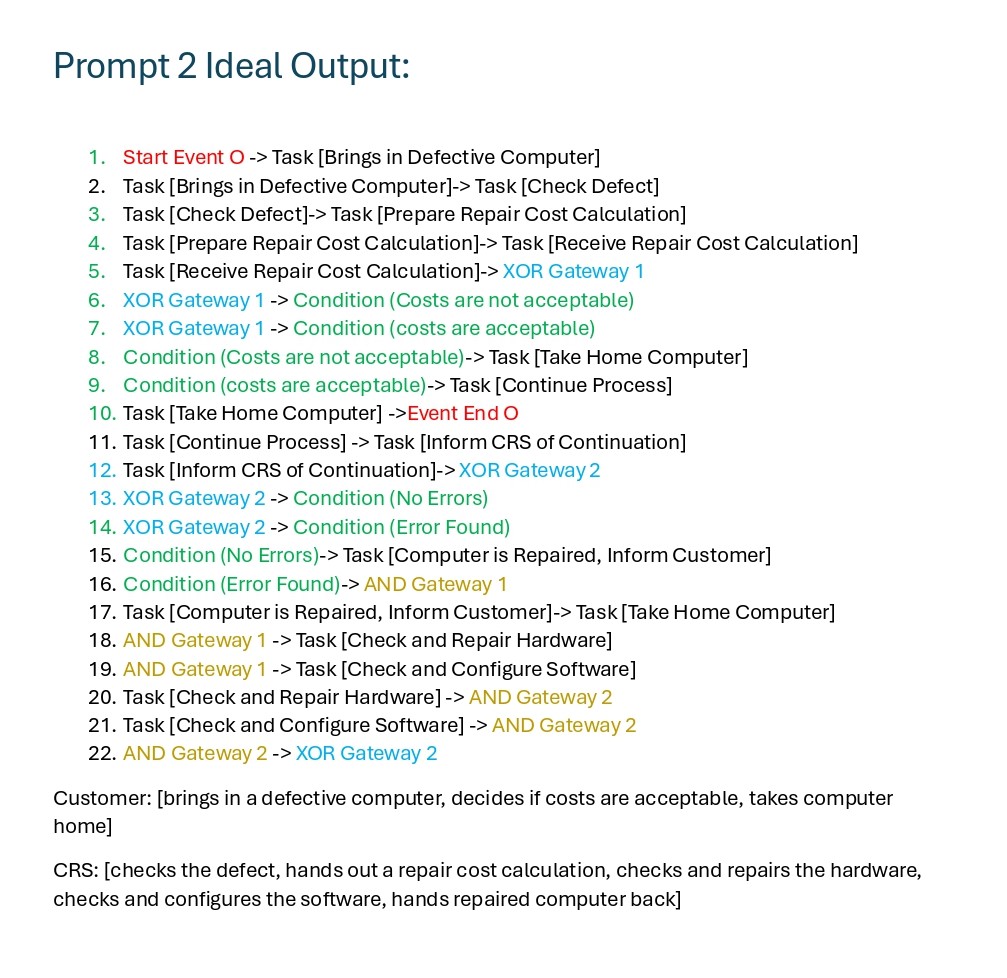 Prompt 2 Ideal Output:
1. Start Event O -> Task [Brings in Defective Computer]
2. Task [Brings in Defective Computer]-> Task [Check Defect]
3. Task [Check Defect]-> Task [Prepare Repair Cost Calculation]
4. Task [Prepare Repair Cost Calculation]-> Task [Receive Repair Cost Calculation]
5. Task [Receive Repair Cost Calculation]-> XOR Gateway 1
6. XOR Gateway 1 -> Condition (Costs are not acceptable)
7. XOR Gateway 1 -> Condition (costs are acceptable)
8. Condition (Costs are not acceptable)-> Task [Take Home Computer]
9. Condition (costs are acceptable)-> Task [Continue Process]
10. Task [Take Home Computer] ->Event End O
11. Task [Continue Process] -> Task [Inform CRS of Continuation]
12. Task [Inform CRS of Continuation]-> XOR Gateway 2
13. XOR Gateway 2 -> Condition (No Errors)
14. XOR Gateway 2 -> Condition (Error Found)
15. Condition (No Errors)-> Task [Computer is Repaired, Inform Customer]
16. Condition (Error Found)-> AND Gateway 1
17. Task [Computer is Repaired, Inform Customer]-> Task [Take Home Computer]
18. AND Gateway 1 -> Task [Check and Repair Hardware]
19. AND Gateway 1 -> Task [Check and Configure Software]
20. Task [Check and Repair Hardware] -> AND Gateway 2
21. Task [Check and Configure Software] -> AND Gateway 2
22. AND Gateway 2 -> XOR Gateway 2
Customer: [brings in a defective computer, decides if costs are acceptable, takes computer
home]
CRS: [checks the defect, hands out a repair cost calculation, checks and repairs the hardware,
checks and configures the software, hands repaired computer back]